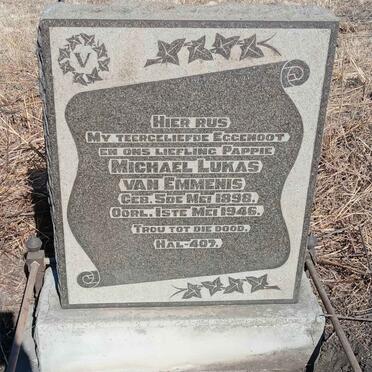 V
Hier rus
My teergeliefde Eggenoot
en ons liefling Pappie
Michael Lukas
van Emmenis
Geb. 5de Mei 1898.
Oorl. 1ste Mei 1946.
Trou tot die dood.
Hal-407.